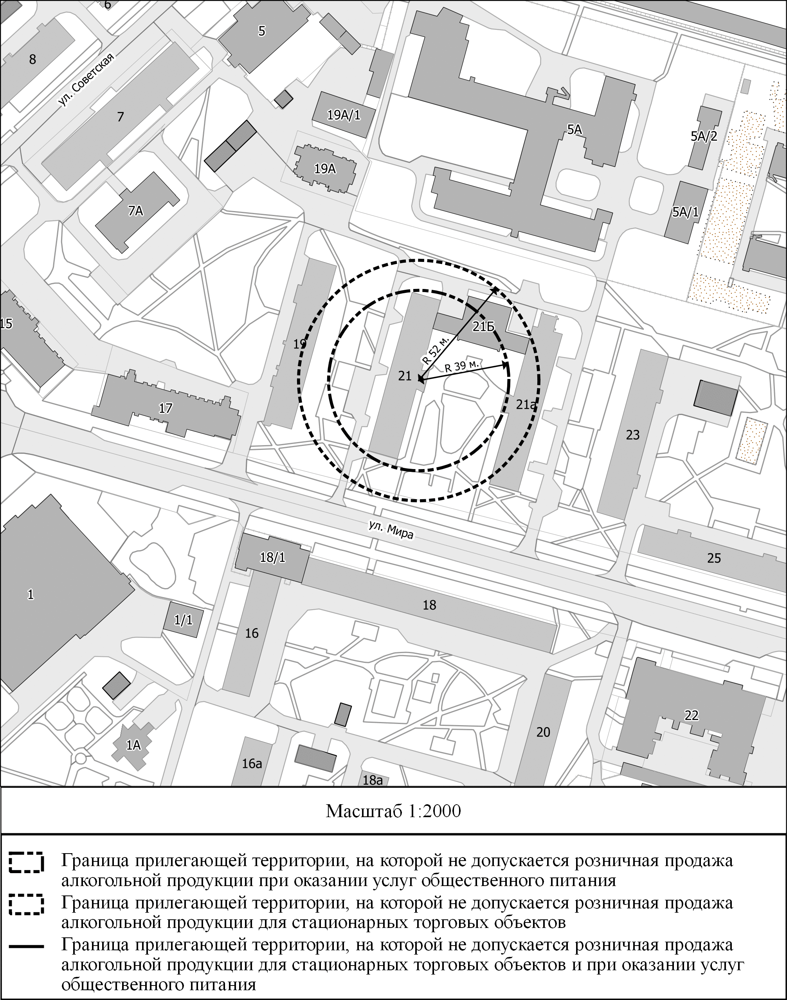 6
5
8
ул. Советская
7
19А/1
5А
5А/2
19А
7А
5А/1
15
19
21Б
R 52 м.
R 39 м.
21
21а
17
23
ул. Мира
18/1
25
1
18
1/1
16
22
20
1А
16а
18а
Масштаб 1:2000
Граница прилегающей территории, на которой не допускается розничная продажа
алкогольной продукции при оказании услуг общественного питания
Граница прилегающей территории, на которой не допускается розничная продажа
алкогольной продукции для стационарных торговых объектов
Граница прилегающей территории, на которой не допускается розничная продажа
алкогольной продукции для стационарных торговых объектов и при оказании услуг
общественного питания